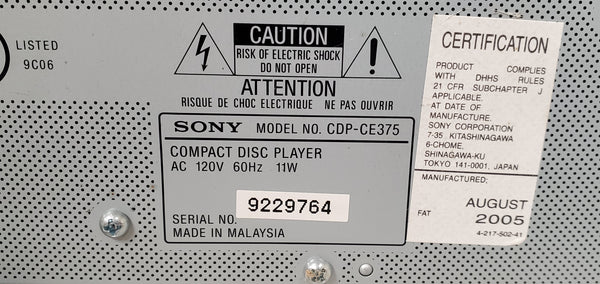 LISTED
9C06
CAUTION
RISK OF ELECTRIC SHOCK
DO NOT OPEN
ATTENTION
RISQUE DE CHOC ELECTRIQUE NE PAS OUVRIR
SONY MODEL NO. CDP-CE375
COMPACT DISC PLAYER
AC 120V 60Hz 11W
9229764
SERIAL NO.
MADE IN MALAYSIA
CERTIFICATION
PRODUCT COMPLIES
WITH DHHS RULES
21 CFR SUBCHAPTER J
APPLICABLE.
AT DATE OF
MANUFACTURE.
SONY CORPORATION
7-35 KITASHINAGAWA
6-CHOME,
SHINAGAWA-KU
TOKYO 141-0001, JAPAN
MANUFACTURED:
AUGUST
FAT 2005
4-217-502-41